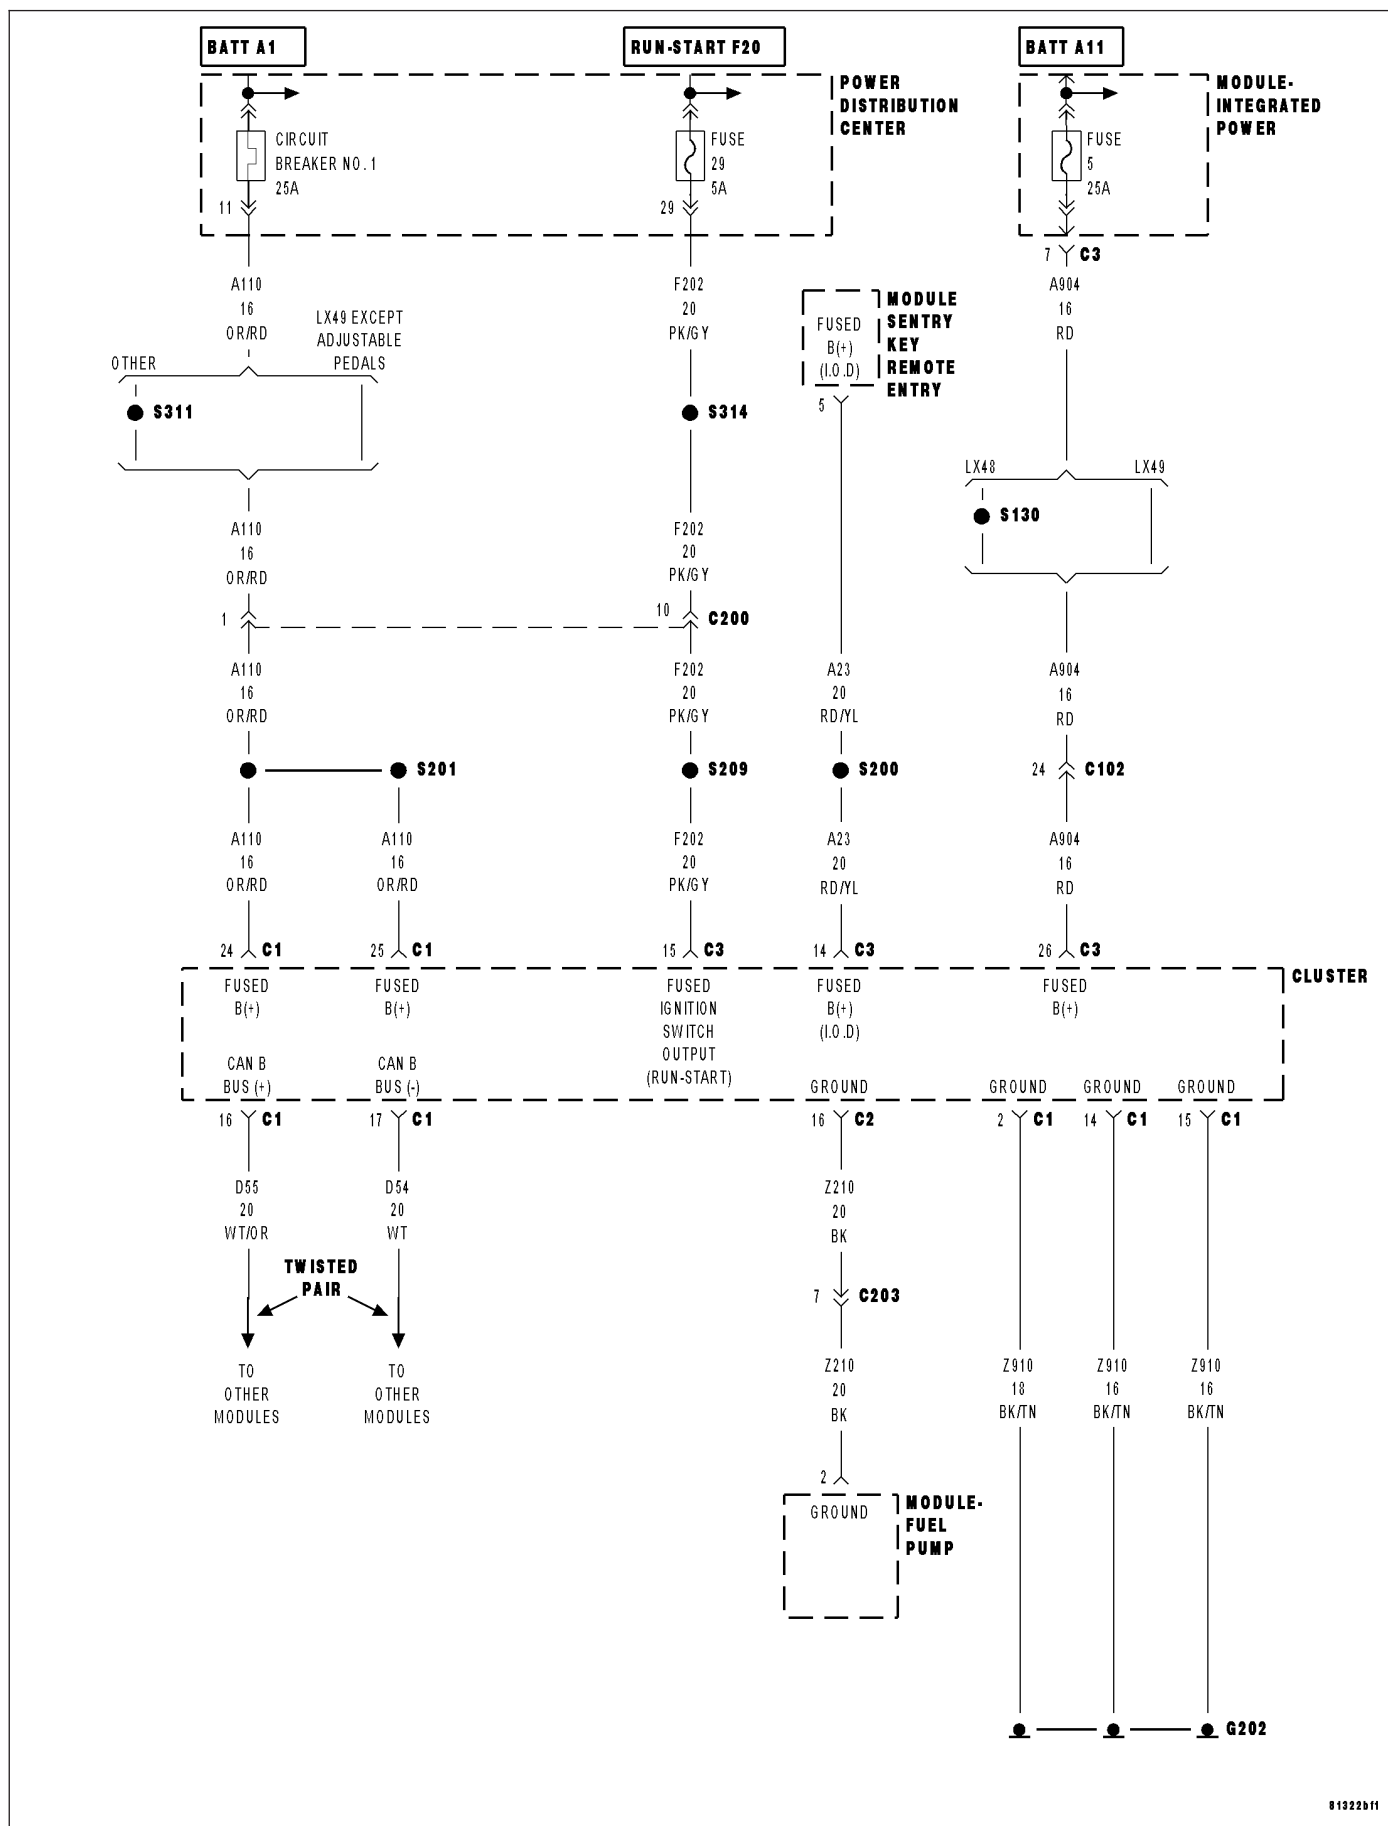 BATT A1
RUN-START F20
BATT A11
POWER
DISTRIBUTION
CENTER
MODULE-
INTEGRATED
POWER
CIRCUIT
BREAKER NO. 1
25A
11
FUSE
29
5A
29
FUSE
5
25A
7
C3
A110
16
OR/RD
F202
20
PK/GY
A904
16
RD
MODULE
SENTRY
KEY
REMOTE
ENTRY
FUSED
B(+)
(I.O.D)
5
LX49 EXCEPT
ADJUSTABLE
PEDALS
OTHER
S311
S314
LX48
LX49
S130
A110
16
OR/RD
F202
20
PK/GY
1
10
C200
A110
16
OR/RD
F202
20
PK/GY
A23
20
RD/YL
A904
16
RD
S201
S209
S200
24
C102
A110
16
OR/RD
A110
16
OR/RD
F202
20
PK/GY
A23
20
RD/YL
A904
16
RD
24
C1
25
C1
15
C3
14
C3
26
C3
CLUSTER
FUSED
B(+)
FUSED
B(+)
FUSED
IGNITION
SWITCH
OUTPUT
(RUN-START)
FUSED
B(+)
(I.O.D)
FUSED
B(+)
CAN B
BUS (+)
CAN B
BUS (-)
GROUND
GROUND
GROUND
GROUND
16
C1
17
C1
16
C2
2
C1
14
C1
15
C1
D55
20
WT/OR
D54
20
WT
Z210
20
BK
TWISTED
PAIR
7
C203
TO
OTHER
MODULES
TO
OTHER
MODULES
Z210
20
BK
Z910
18
BK/TN
Z910
16
BK/TN
Z910
16
BK/TN
2
GROUND
MODULE-
FUEL
PUMP
G202
81322bf1